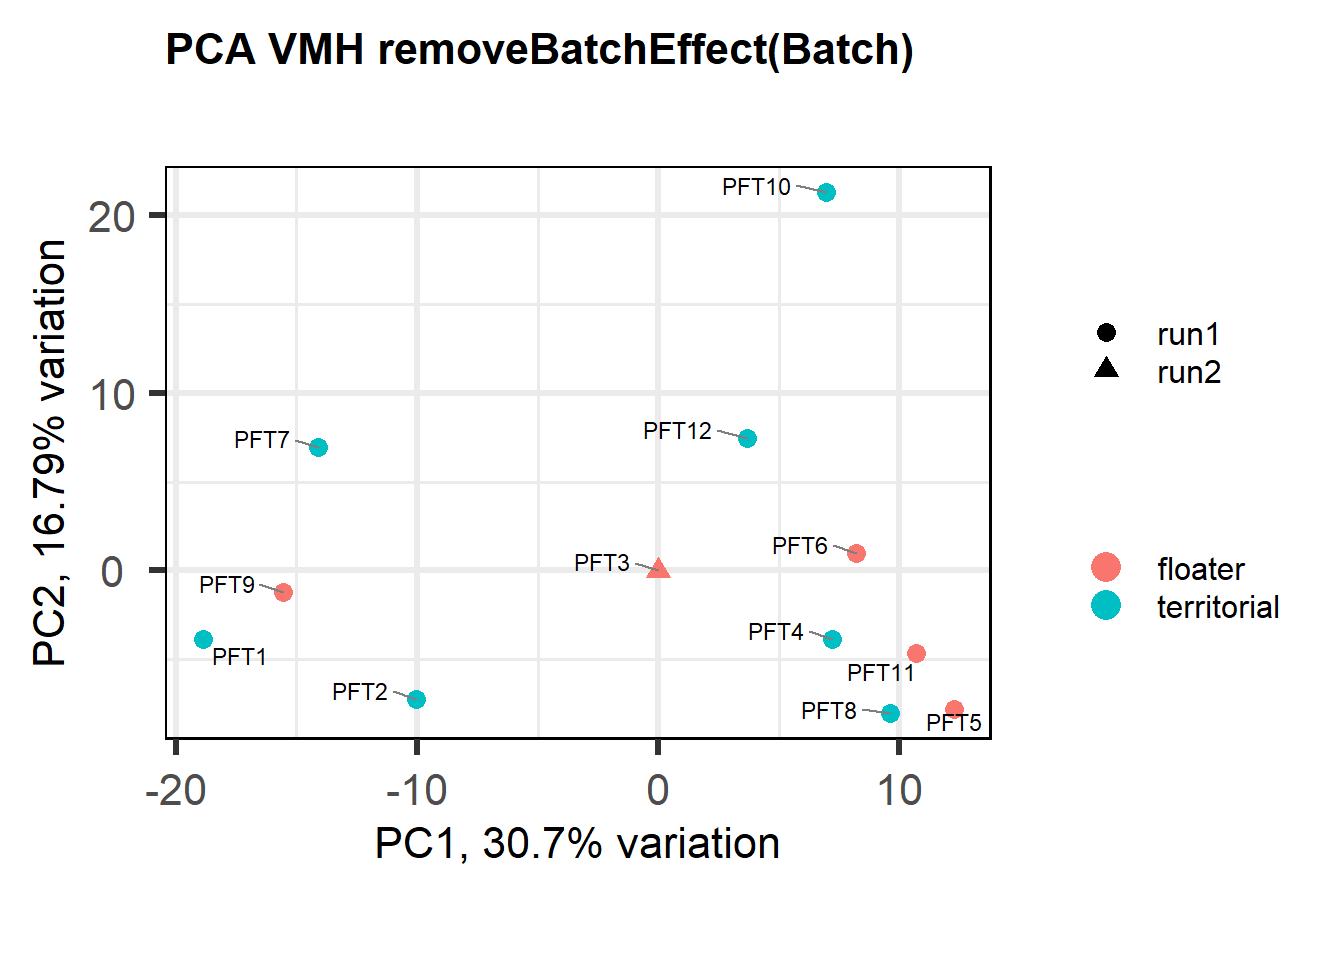 PCA VMH removeBatchEffect(Batch)
PC2, 16.79% variation
20
10
0
PFT10
PFT7
PFT12
PFT6
PFT3
PFT9
PFT4
PFT1
PFT11
PFT2
PFT8
PFT5
-20
-10
0
10
PC1, 30.7% variation
run1
run2
floater
territorial